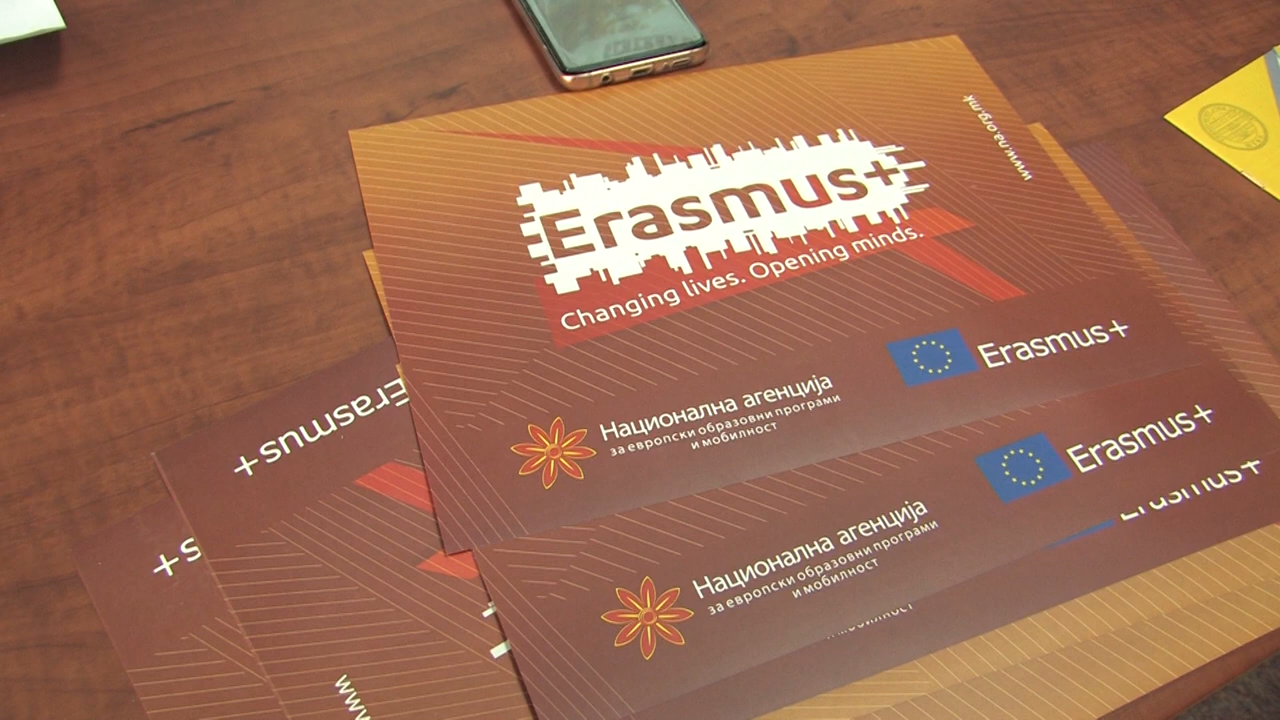 www.na.org.mk
Erasmus+
Changing lives. Opening minds.
Erasmus+
Национална агенција
за европски образовни програми
и мобилност
Erasmus+
Национална агенција
за европски образовни програми
и мобилност
Erasmus+
Erasmus+
www
s+